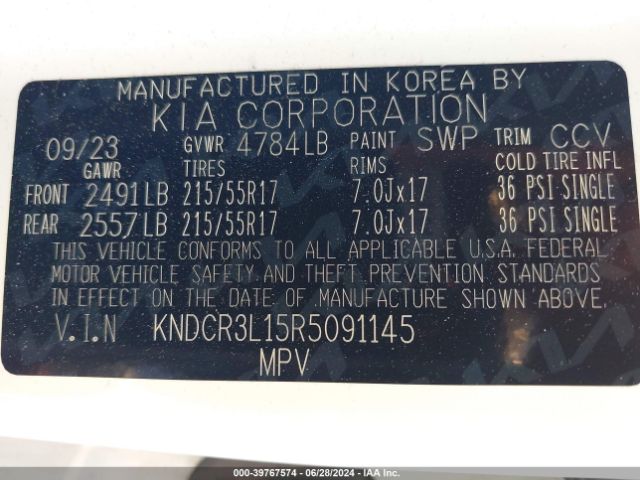 MANUFACTURED IN KOREA BY
KIA CORPORATION
09/23 GVWR 4784LB PAINT SWP TRIM CCV
GAWR TIRES RIMS COLD TIRE INFL
FRONT 2491LB 215/55R17 7.0Jx17 36 PSI SINGLE
REAR 2557LB 215/55R17 7.0Jx17 36 PSI SINGLE
THIS VEHICLE CONFORMS TO ALL APPLICABLE U.S.A. FEDERAL
MOTOR VEHICLE SAFETY AND THEFT PREVENTION STANDARDS
IN EFFECT ON THE DATE OF MANUFACTURE SHOWN ABOVE.
V.I.N KNDCR3L15R5091145
MPV
000-39767574 | 06/28/2024 | Copart, Inc.